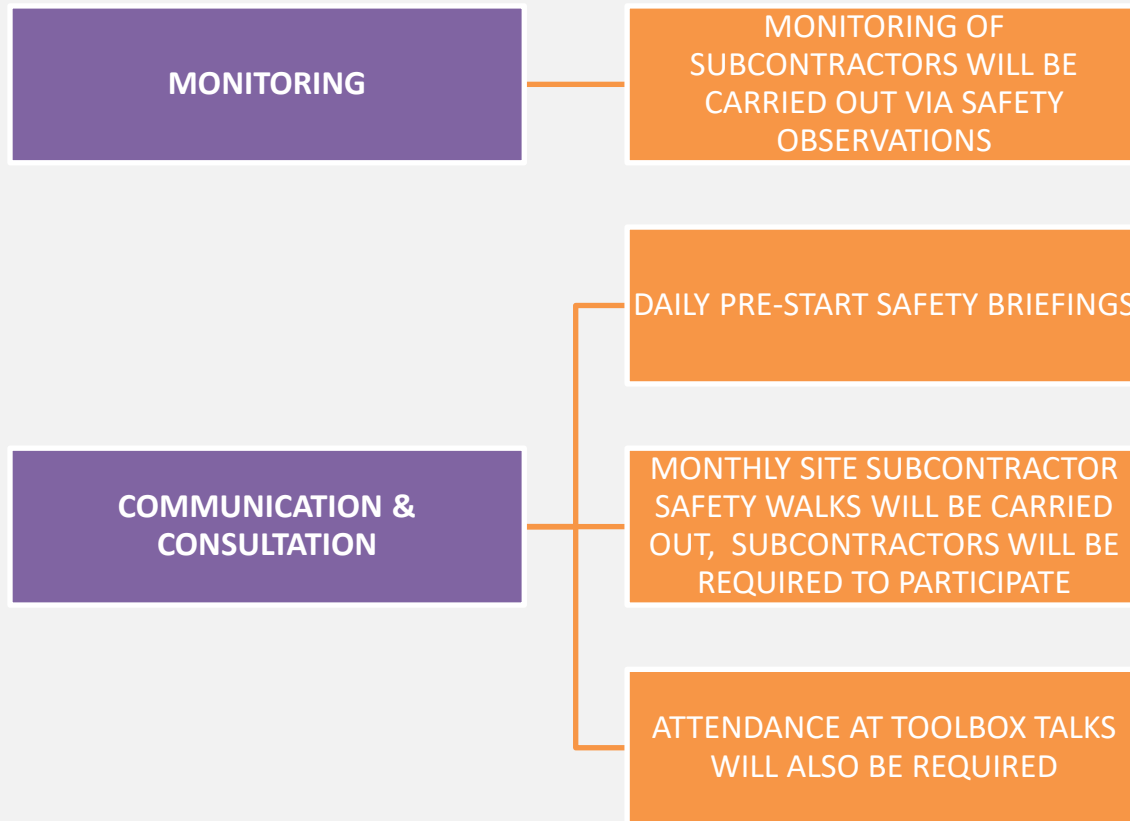 MONITORING
MONITORING OF
SUBCONTRACTORS WILL BE
CARRIED OUT VIA SAFETY
OBSERVATIONS
DAILY PRE-START SAFETY BRIEFINGS
COMMUNICATION &
CONSULTATION
MONTHLY SITE SUBCONTRACTOR
SAFETY WALKS WILL BE CARRIED
OUT, SUBCONTRACTORS WILL BE
REQUIRED TO PARTICIPATE
ATTENDANCE AT TOOLBOX TALKS
WILL ALSO BE REQUIRED